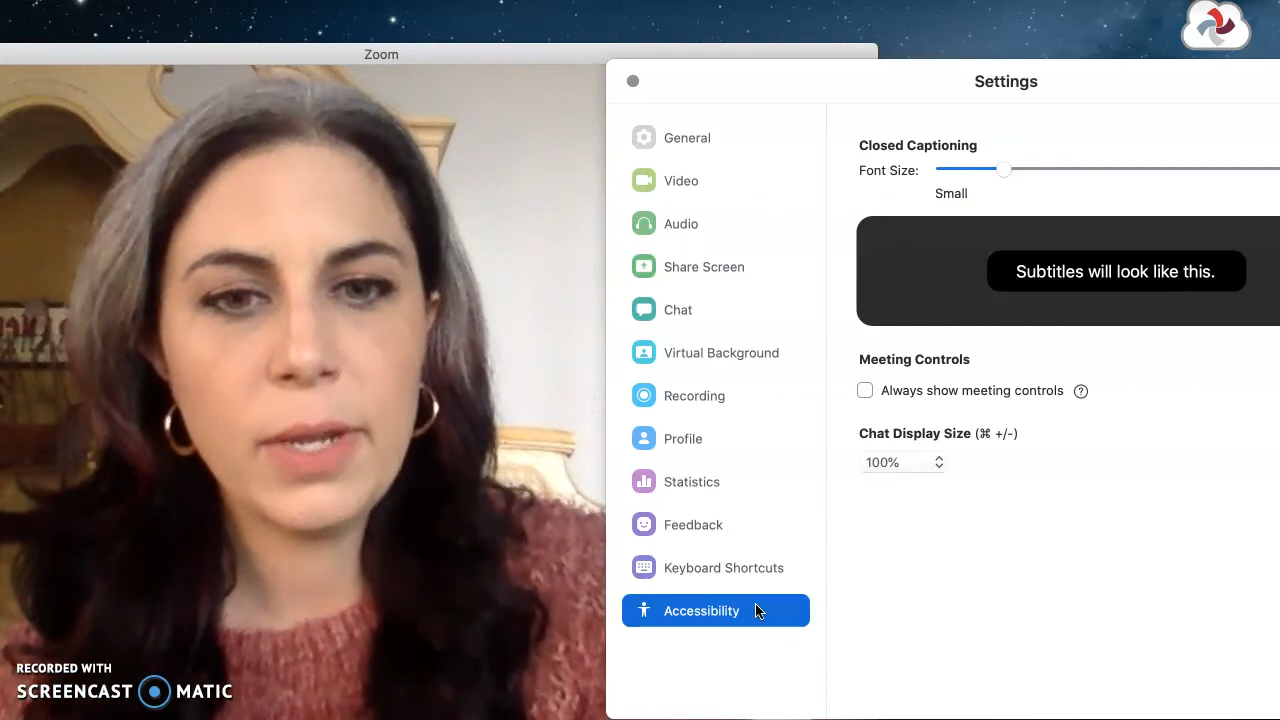 Zoom
Settings
General
Video
Audio
Share Screen
Chat
Virtual Background
Recording
Profile
Statistics
Feedback
Keyboard Shortcuts
Accessibility
Closed Captioning
Font Size:
Small
Subtitles will look like this.
Meeting Controls
Always show meeting controls ?
Chat Display Size (⌘ +/-)
100%
RECORDED WITH
SCREENCAST MATIC